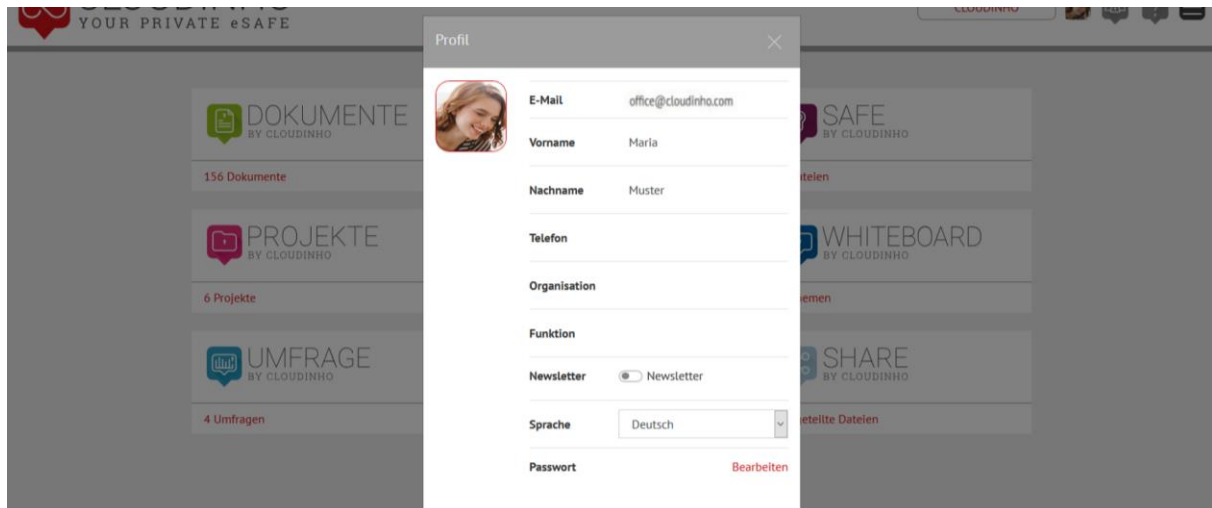 YOUR PRIVATE eSAFE
Profil
E-Mail office@cloudinho.com
Vorname Maria
Nachname Muster
Telefon
Organisation
Funktion
Newsletter Newsletter
Sprache Deutsch
Passwort Bearbeiten
DOKUMENTE
BY CLOUDINHO
156 Dokumente
PROJEKTE
BY CLOUDINHO
6 Projekte
UMFRAGE
BY CLOUDINHO
4 Umfragen
SAFE
BY CLOUDINHO
WHITEBOARD
BY CLOUDINHO
SHARE
BY CLOUDINHO
geteilte Dateien